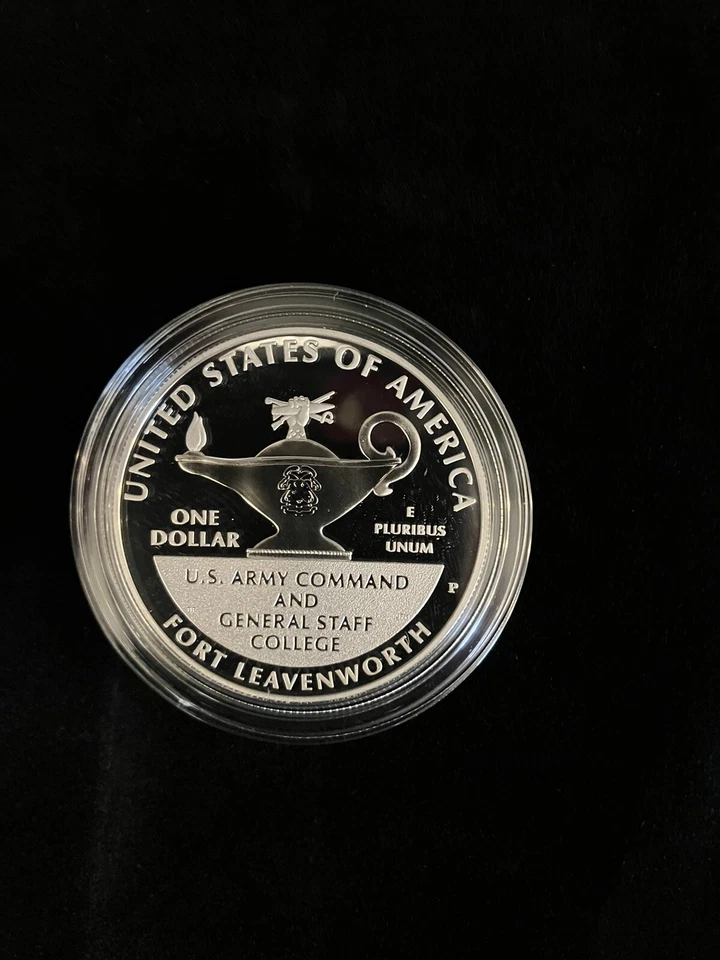 UNITED STATES OF AMERICA
ONE
DOLLAR
E
PLURIBUS
UNUM
P
U.S. ARMY COMMAND
AND
GENERAL STAFF
COLLEGE
FORT LEAVENWORTH